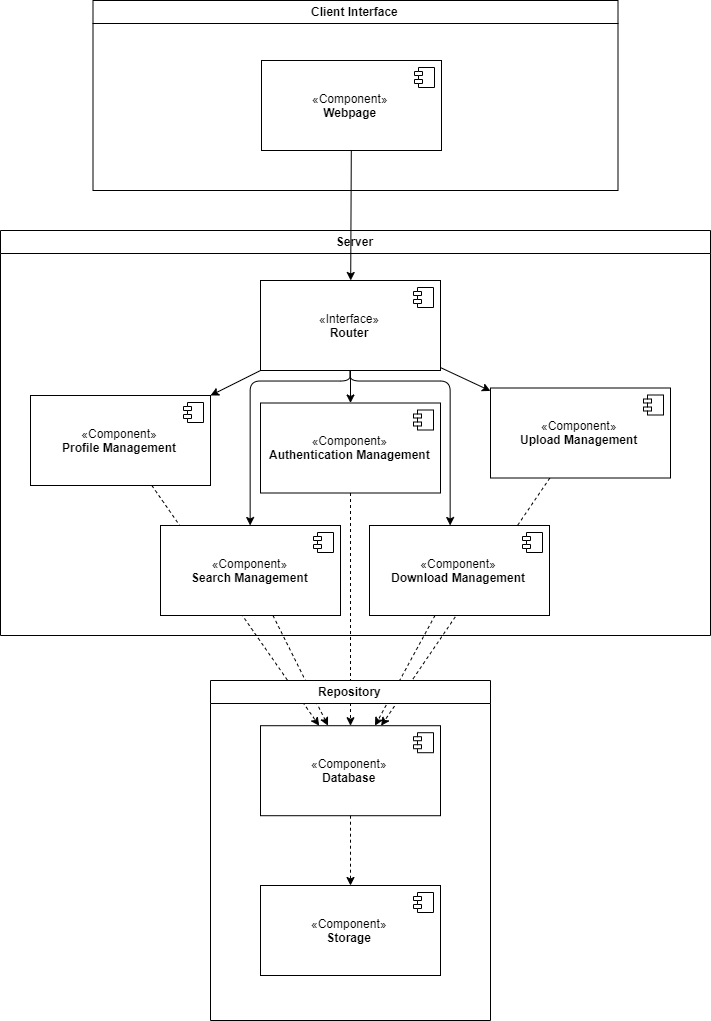 Client Interface
«Component»
Webpage
Server
«Interface»
Router
«Component»
Profile Management
«Component»
Authentication Management
«Component»
Upload Management
«Component»
Search Management
«Component»
Download Management
Repository
«Component»
Database
«Component»
Storage